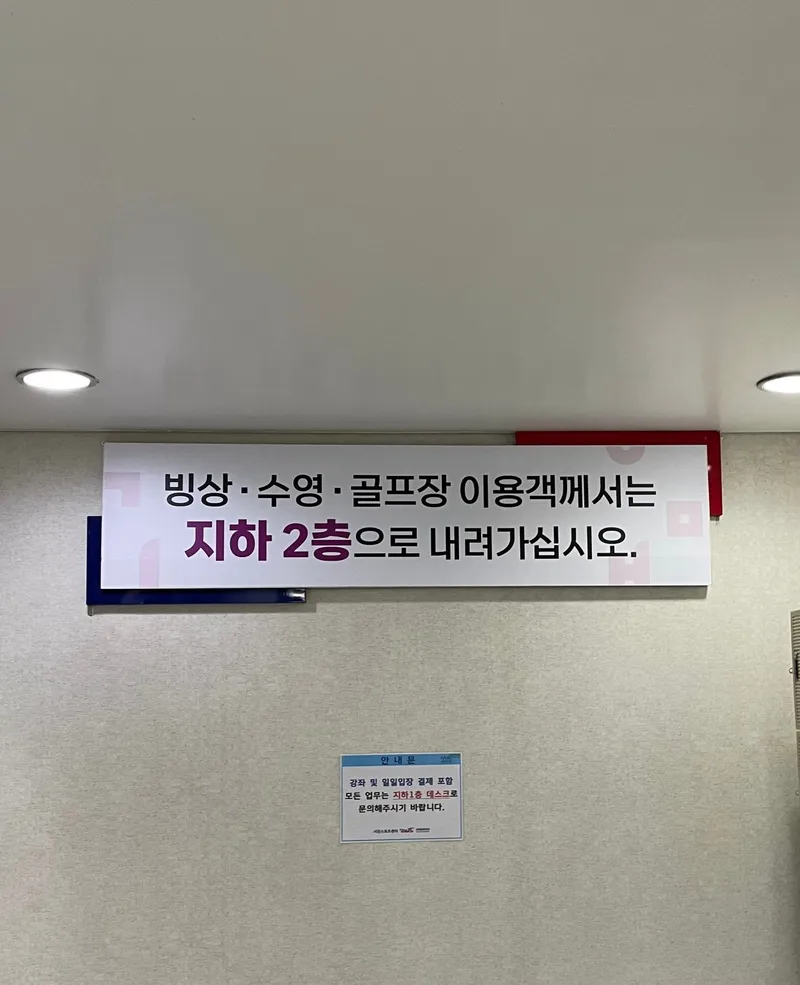 빙상 · 수영 · 골프장 이용객께서는
지하 2층으로 내려가십시오.
안 내 문
강좌 및 일일입장 결제 포함
모든 업무는 지하1층 데스크로
문의해주시기 바랍니다.